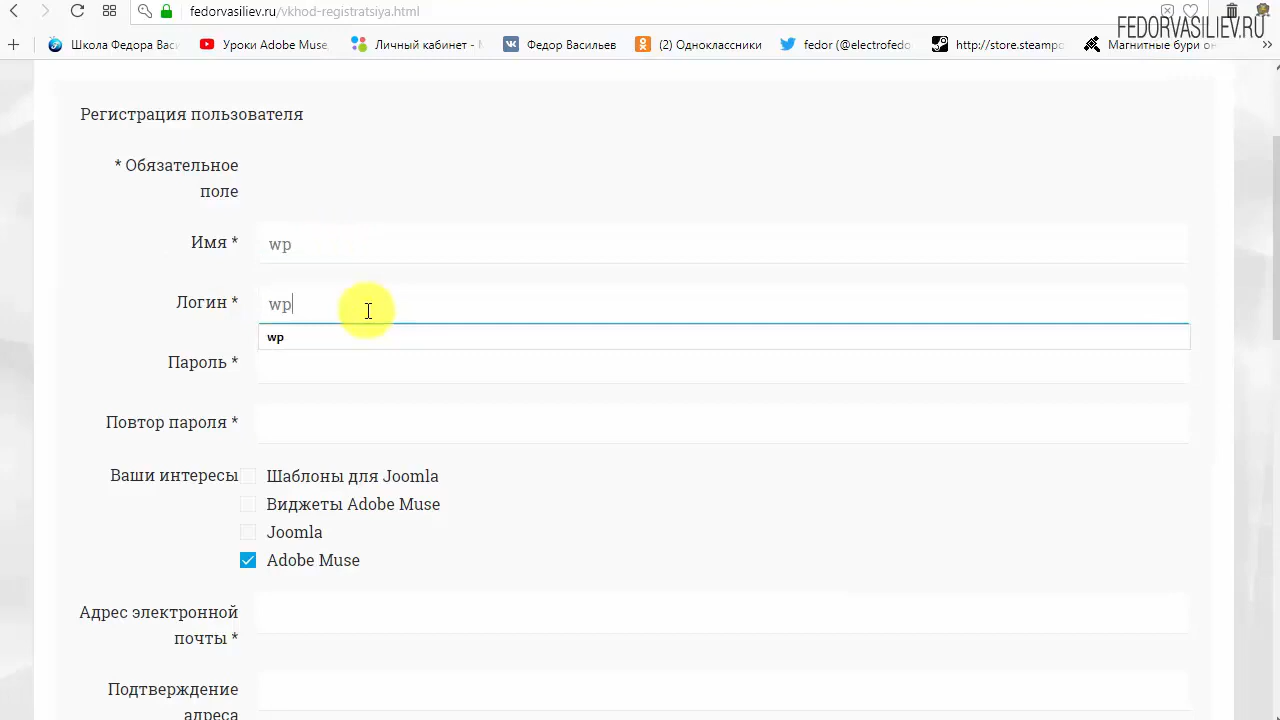 fedorvasiliev.ru/vkhod-registratsiya.html
FEDORVASILIEV.RU
Школа Федора Васи
Уроки Adobe Muse,
Личный кабинет -
Федор Васильев
(2) Одноклассники
fedor (@electrofedo
http://store.steampo
Магнитные бури он
Регистрация пользователя
* Обязательное
поле
Имя *
wp
Логин *
wp
wp
Пароль *
Повтор пароля *
Ваши интересы
Шаблоны для Joomla
Виджеты Adobe Muse
Joomla
Adobe Muse
Адрес электронной
почты *
Подтверждение
адреса